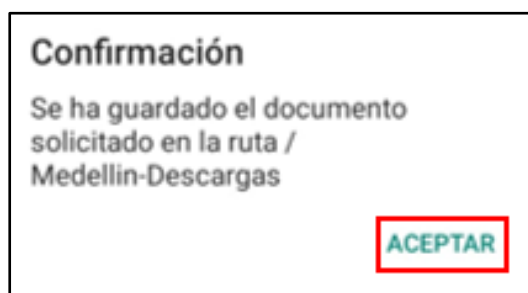 Confirmación
Se ha guardado el documento
solicitado en la ruta /
Medellin-Descargas
ACEPTAR